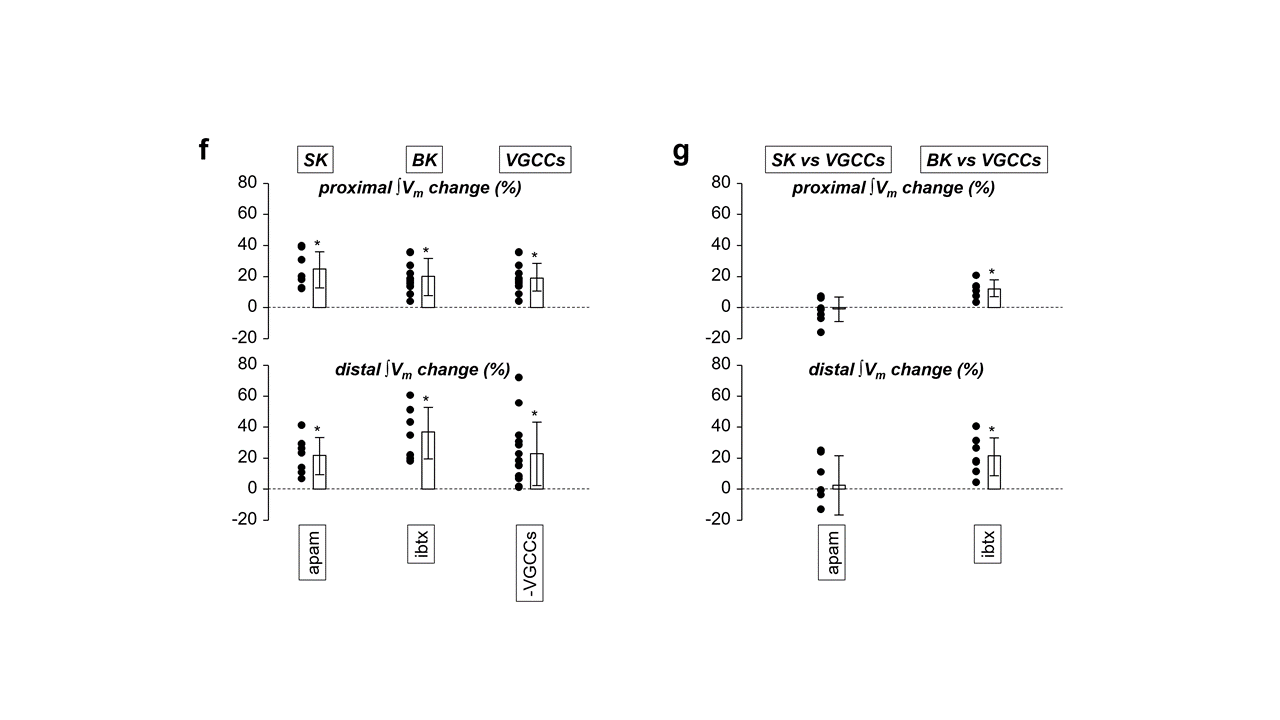 f
SK
BK
VGCCs
proximal ∫Vm change (%)
80
60
40
20
0
-20
*
*
*
distal ∫Vm change (%)
80
60
40
20
0
-20
*
*
*
apam
ibtx
-VGCCs
g
SK vs VGCCs
BK vs VGCCs
proximal ∫Vm change (%)
80
60
40
20
0
-20
*
distal ∫Vm change (%)
80
60
40
20
0
-20
*
apam
ibtx